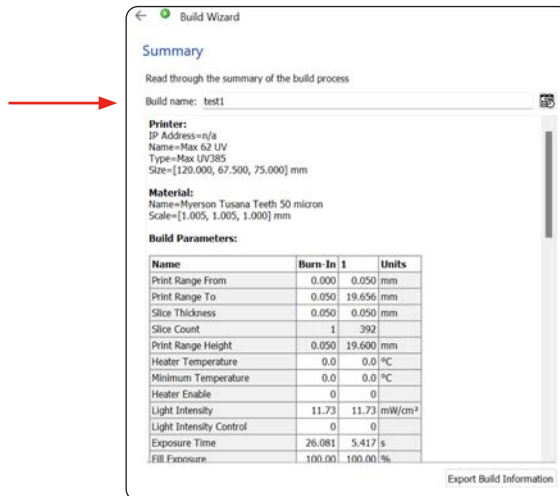 Build Wizard
Summary
Read through the summary of the build process
Build name: test1
Printer:
IP Address=n/a
Name=Max 62 UV
Type=Max UV385
Size=[120.000, 67.500, 75.000] mm
Material:
Name=Myerson Tusana Teeth 50 micron
Scale=[1.005, 1.005, 1.000] mm
Build Parameters:
Name Burn-In 1 Units
Print Range From 0.000 0.050 mm
Print Range To 0.050 19.656 mm
Slice Thickness 0.050 0.050 mm
Slice Count 1 392
Print Range Height 0.050 19.600 mm
Heater Temperature 0.0 0.0 °C
Minimum Temperature 0.0 0.0 °C
Heater Enable 0 0
Light Intensity 11.73 11.73 mW/cm²
Light Intensity Control 0 0
Exposure Time 26.081 5.417 s
Fill Exposure 100.00 100.00 %
Export Build Information